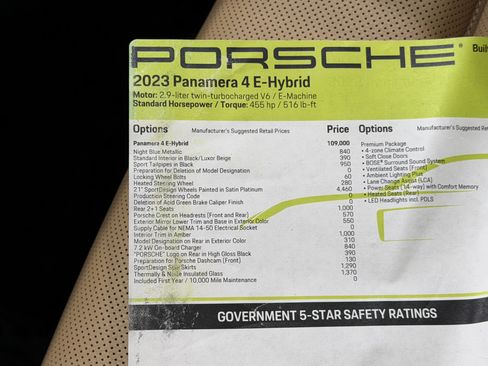 PORSCHE®
Built
2023 Panamera 4 E-Hybrid
Motor: 2.9-liter twin-turbocharged V6 / E-Machine
Standard Horsepower / Torque: 455 hp / 516 lb-ft
Options Manufacturer's Suggested Retail Prices Price
Panamera 4 E-Hybrid 109,000
Night Blue Metallic 840
Standard Interior in Black/Luxor Beige 390
Sport Tailpipes in Black 950
Preparation for Deletion of Model Designation 0
Locking Wheel Bolts 60
Heated Steering Wheel 280
21" SportDesign Wheels Painted in Satin Platinum 4,460
Production Steering Code 0
Deletion of Acid Green Brake Caliper Finish 0
Rear 2+1 Seats 1,000
Porsche Crest on Headrests (Front and Rear) 570
Exterior Mirror Lower Trim and Base in Exterior Color 550
Supply Cable for NEMA 14-50 Electrical Socket 0
Interior Trim in Amber 1,000
Model Designation on Rear in Exterior Color 310
7.2 kW On-board Charger 840
"PORSCHE" Logo on Rear in High Gloss Black 390
Preparation for Porsche Dashcam (Front) 130
SportDesign Side Skirts 1,290
Thermally & Noise Insulated Glass 1,370
Included First Year / 10,000 Mile Maintenance 0
Options Manufacturer's Suggested Ret
Premium Package
• 4-zone Climate Control
• Soft Close Doors
• BOSE® Surround Sound System
• Ventilated Seats (Front)
• Ambient Lighting
• Lane Change Assist (LCA)
• Power Seats (14-way) with Comfort Memory
• Heated Seats (Rear)
• LED Headlights incl. PDLS
GOVERNMENT 5-STAR SAFETY RATINGS